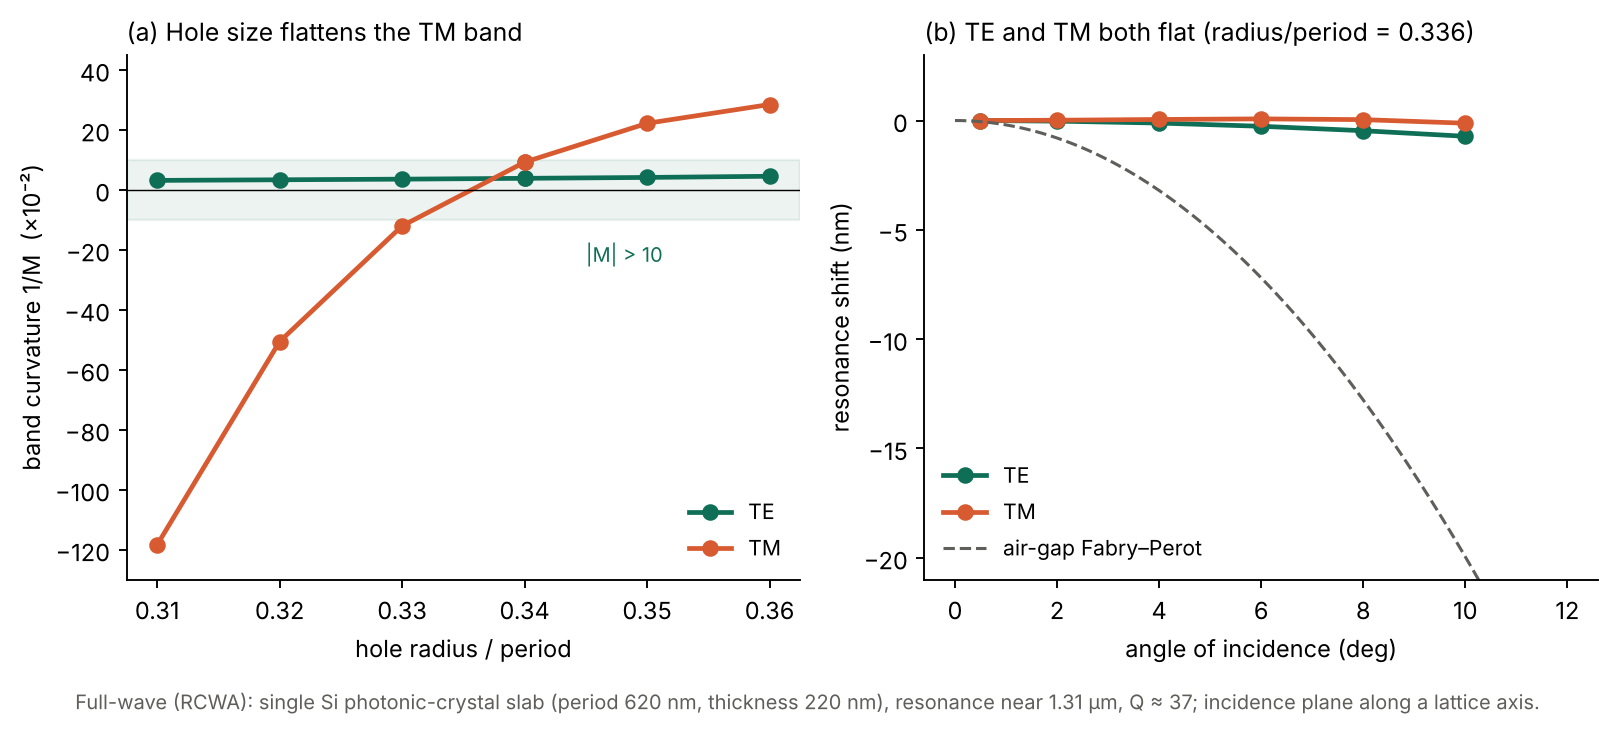 (a) Hole size flattens the TM band
band curvature 1/M (×10⁻²)
40
20
0
−20
−40
−60
−80
−100
−120
|M| > 10
TE
TM
0.31 0.32 0.33 0.34 0.35 0.36
hole radius / period
(b) TE and TM both flat (radius/period = 0.336)
resonance shift (nm)
0
−5
−10
−15
−20
TE
TM
air-gap Fabry–Perot
0 2 4 6 8 10 12
angle of incidence (deg)
Full-wave (RCWA): single Si photonic-crystal slab (period 620 nm, thickness 220 nm), resonance near 1.31 μm, Q ≈ 37; incidence plane along a lattice axis.